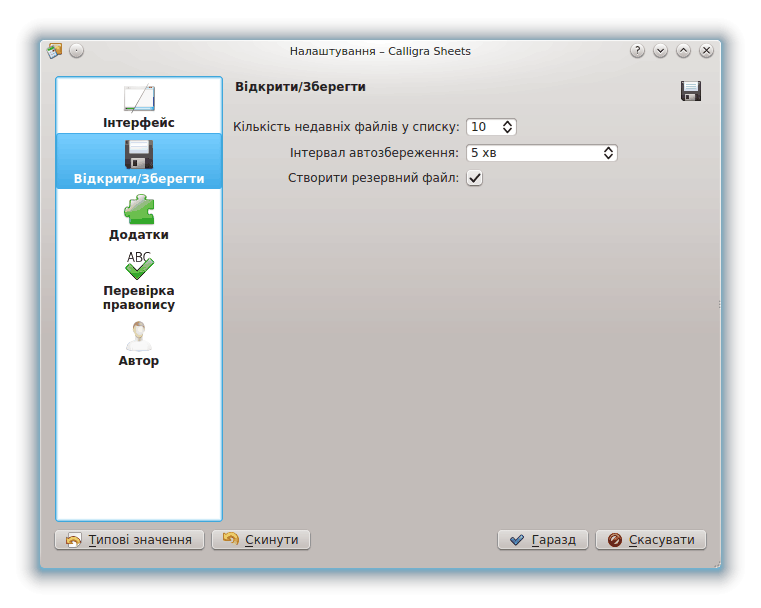 Налаштування – Calligra Sheets
Інтерфейс
Відкрити/Зберегти
Додатки
ABC
Перевірка
правопису
Автор
Відкрити/Зберегти
Кількість недавніх файлів у списку: 10
Інтервал автозбереження: 5 хв
Створити резервний файл:
Типові значення
Скинути
Гаразд
Скасувати